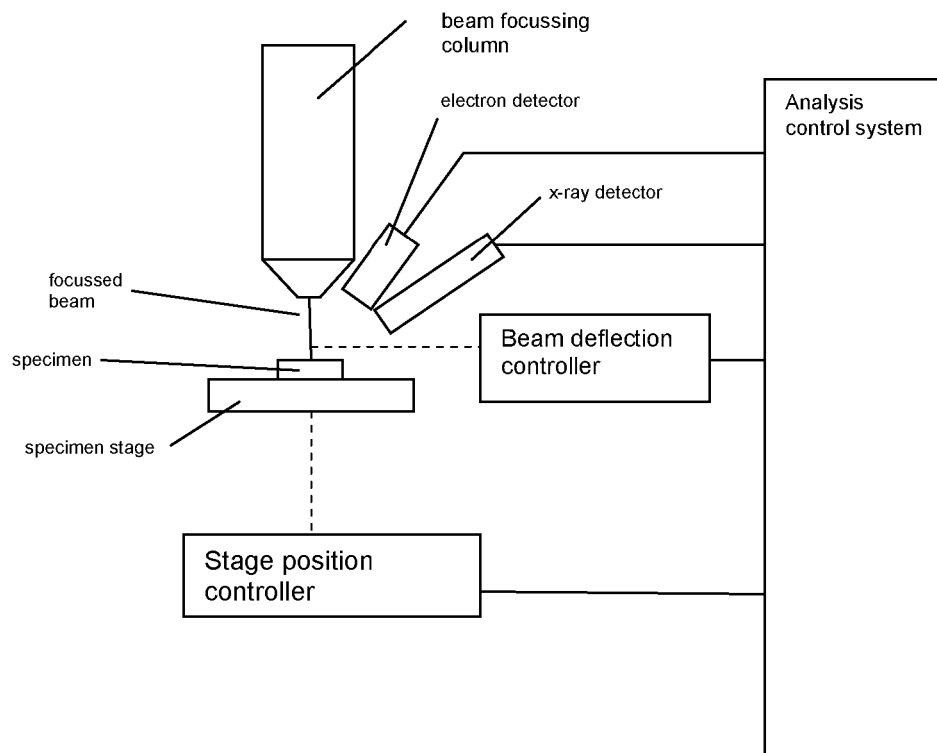 beam focussing
column
electron detector
Analysis
control system
x-ray detector
focussed
beam
Beam deflection
controller
specimen
specimen stage
Stage position
controller